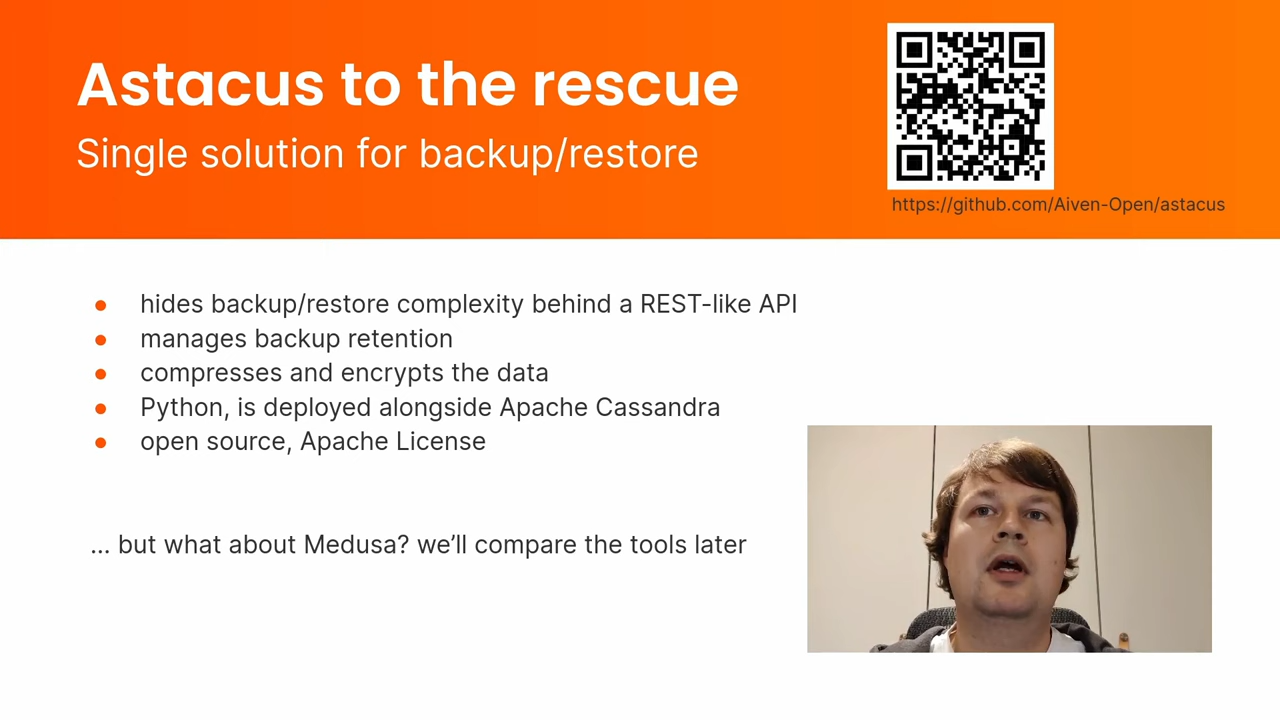 Astacus to the rescue
Single solution for backup/restore
https://github.com/Aiven-Open/astacus
● hides backup/restore complexity behind a REST-like API
● manages backup retention
● compresses and encrypts the data
● Python, is deployed alongside Apache Cassandra
● open source, Apache License
... but what about Medusa? we’ll compare the tools later